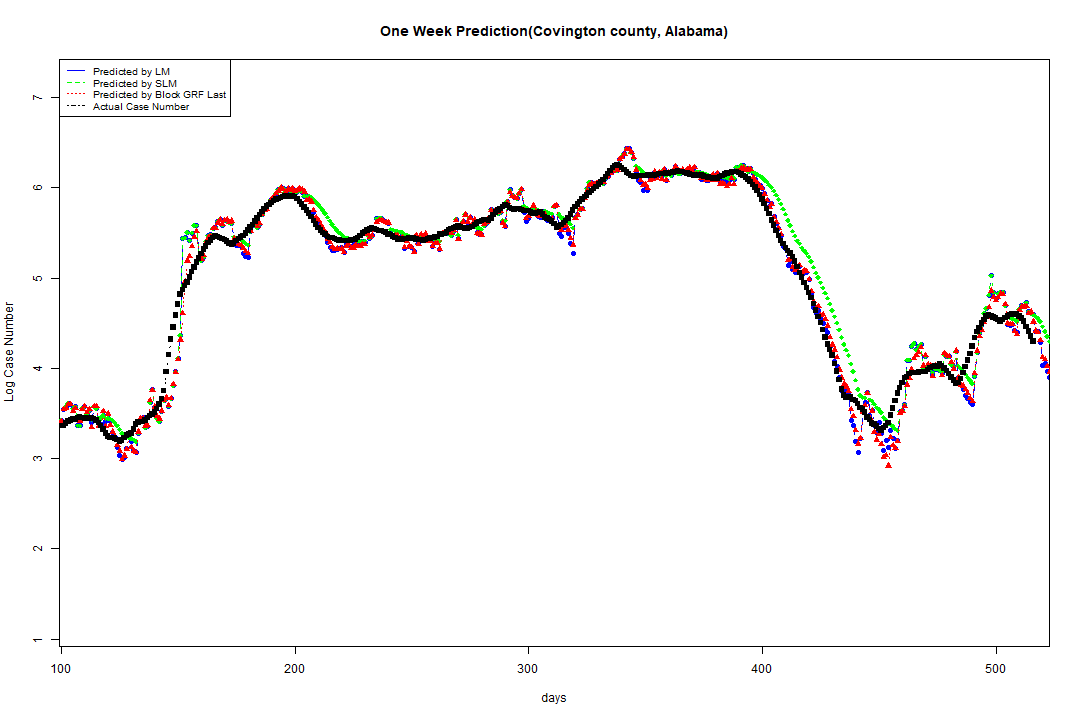 One Week Prediction(Covington county, Alabama)
Predicted by LM
Predicted by SLM
Predicted by Block GRF Last
Actual Case Number
7
6
5
4
3
2
1
Log Case Number
100 200 300 400 500
days